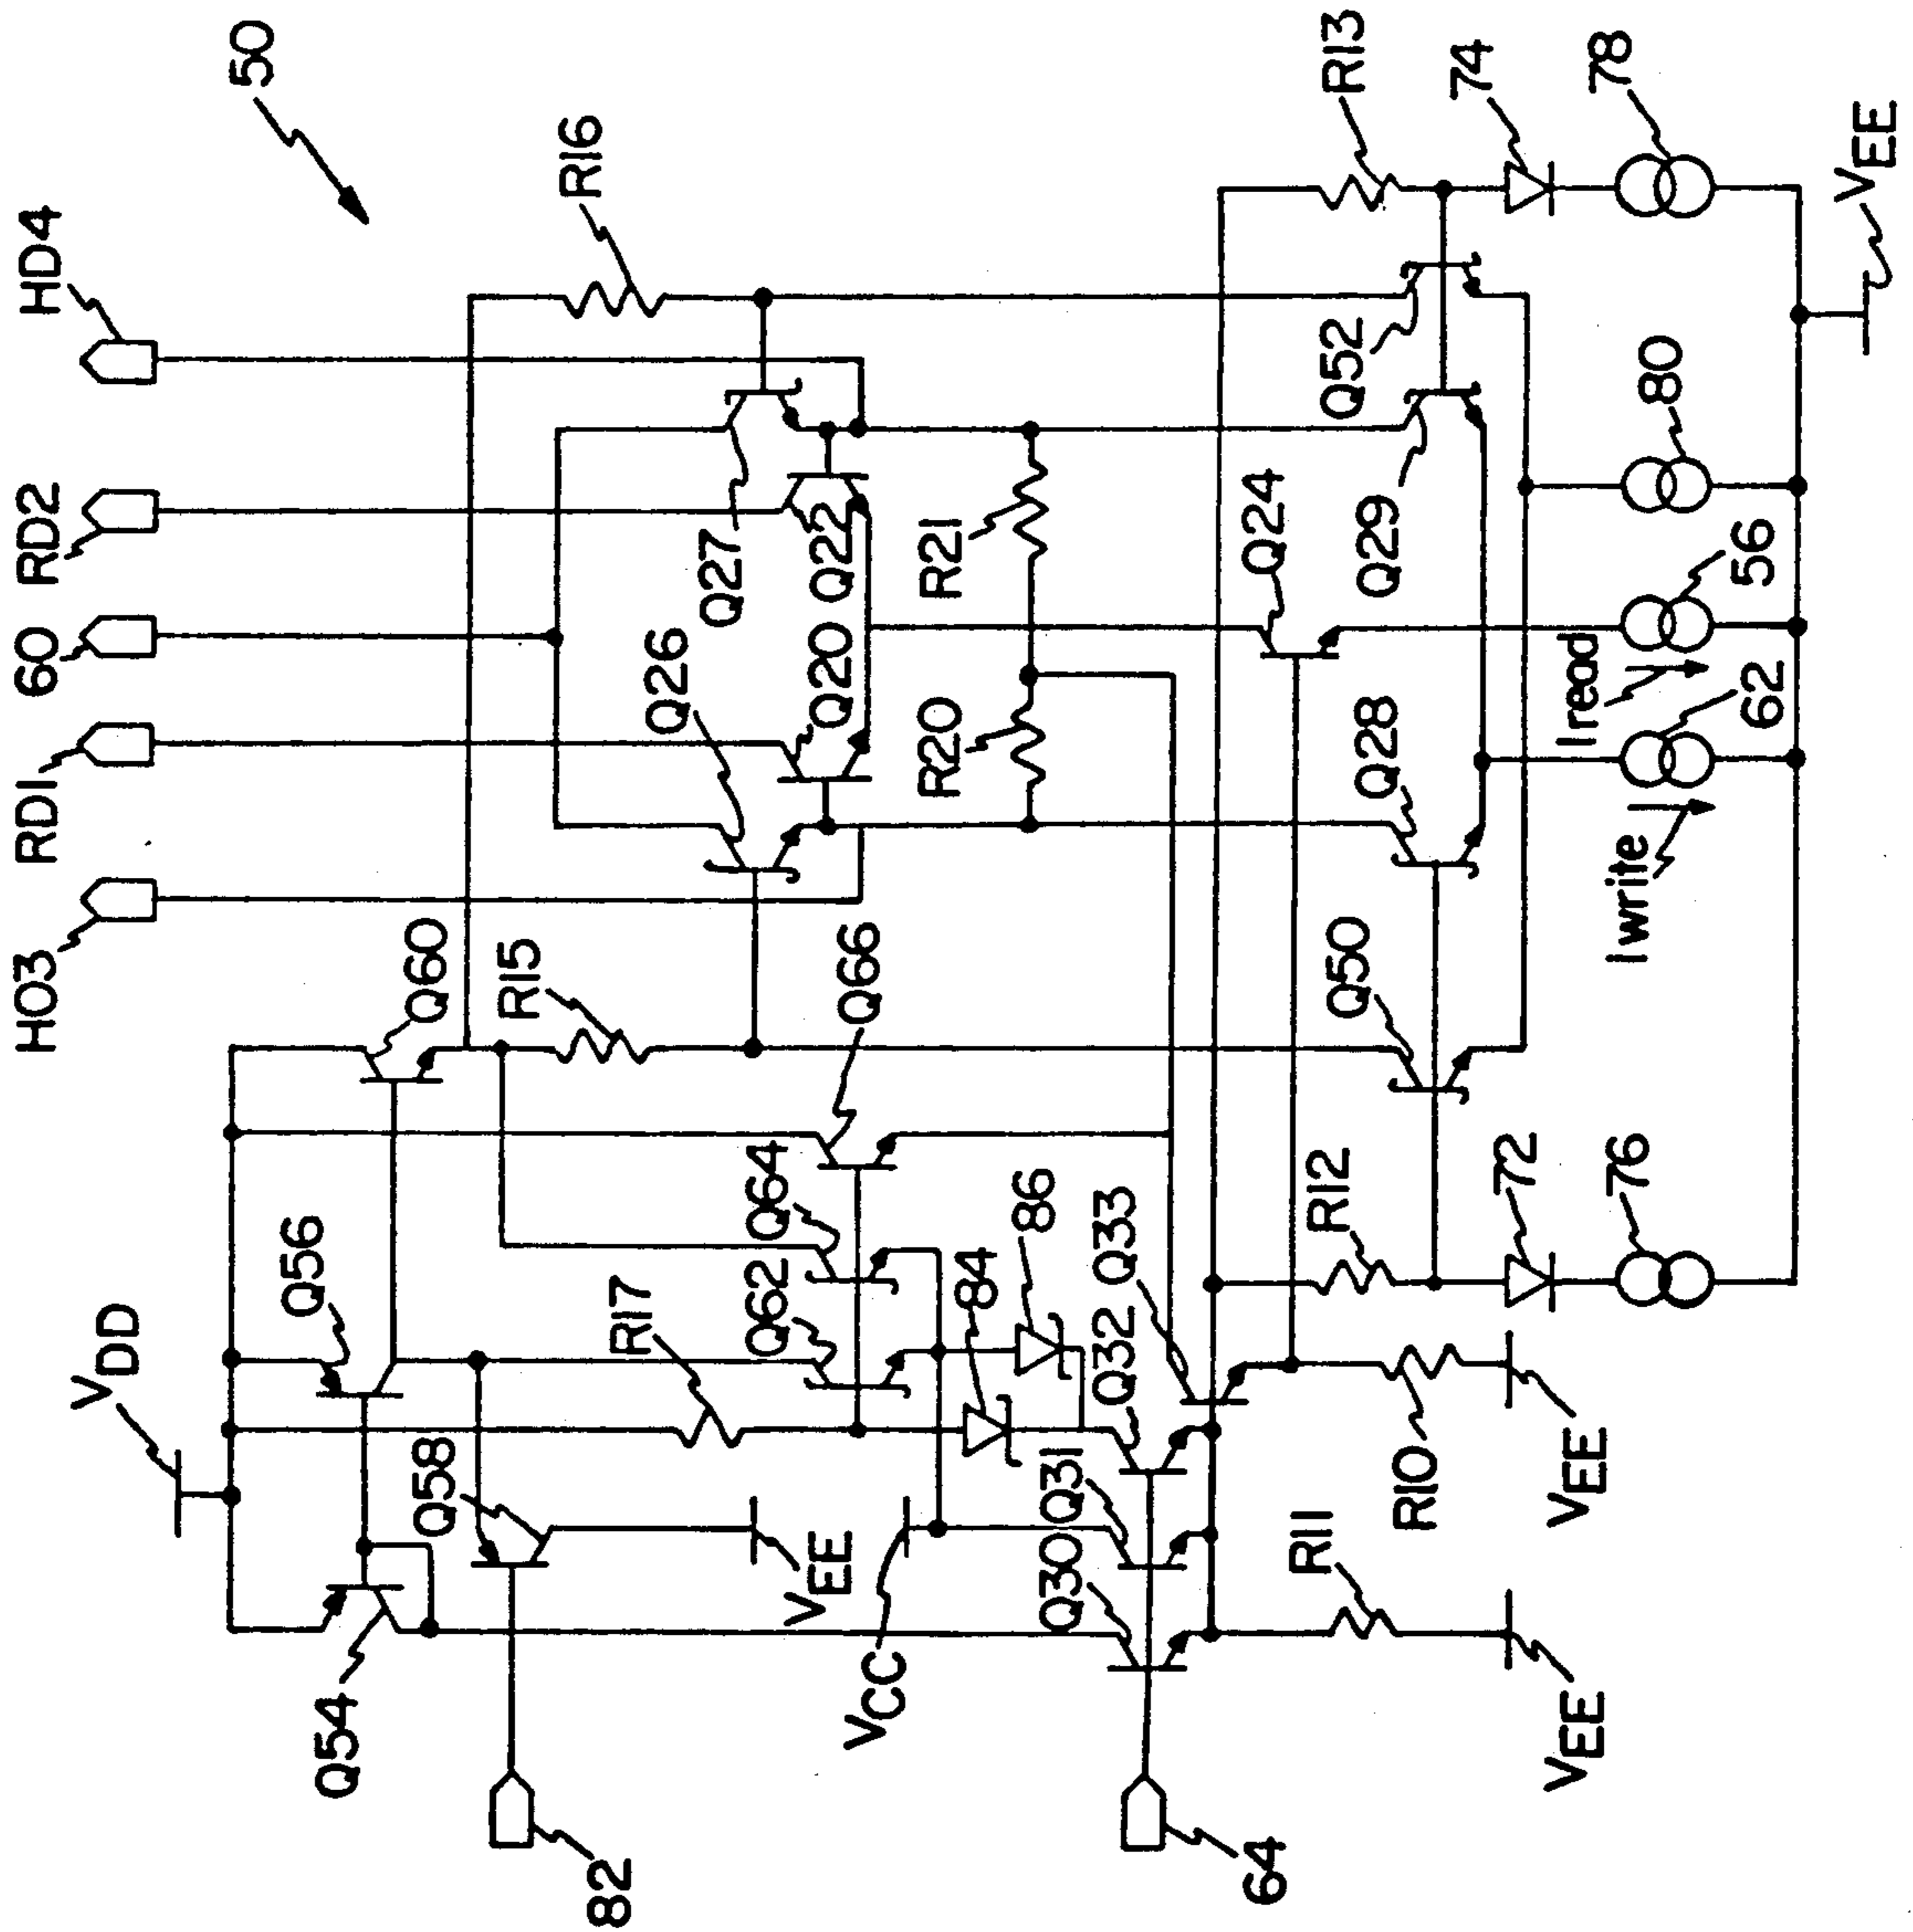 50
HD4
RD2
60
RD1
HO3
R16
R13
74
78
VEE
VDD
Q56
Q60
R15
Q66
Q26
Q27
Q22
Q20
R21
R20
Q24
Q52
Q29
80
56
Iread
62
Iwrite
Q28
Q50
R12
72
76
Q54
Q58
R17
Q62
Q64
86
84
Q33
Q32
Q31
Q30
VEE
VCC
R11
R10
VEE
VEE
82
64